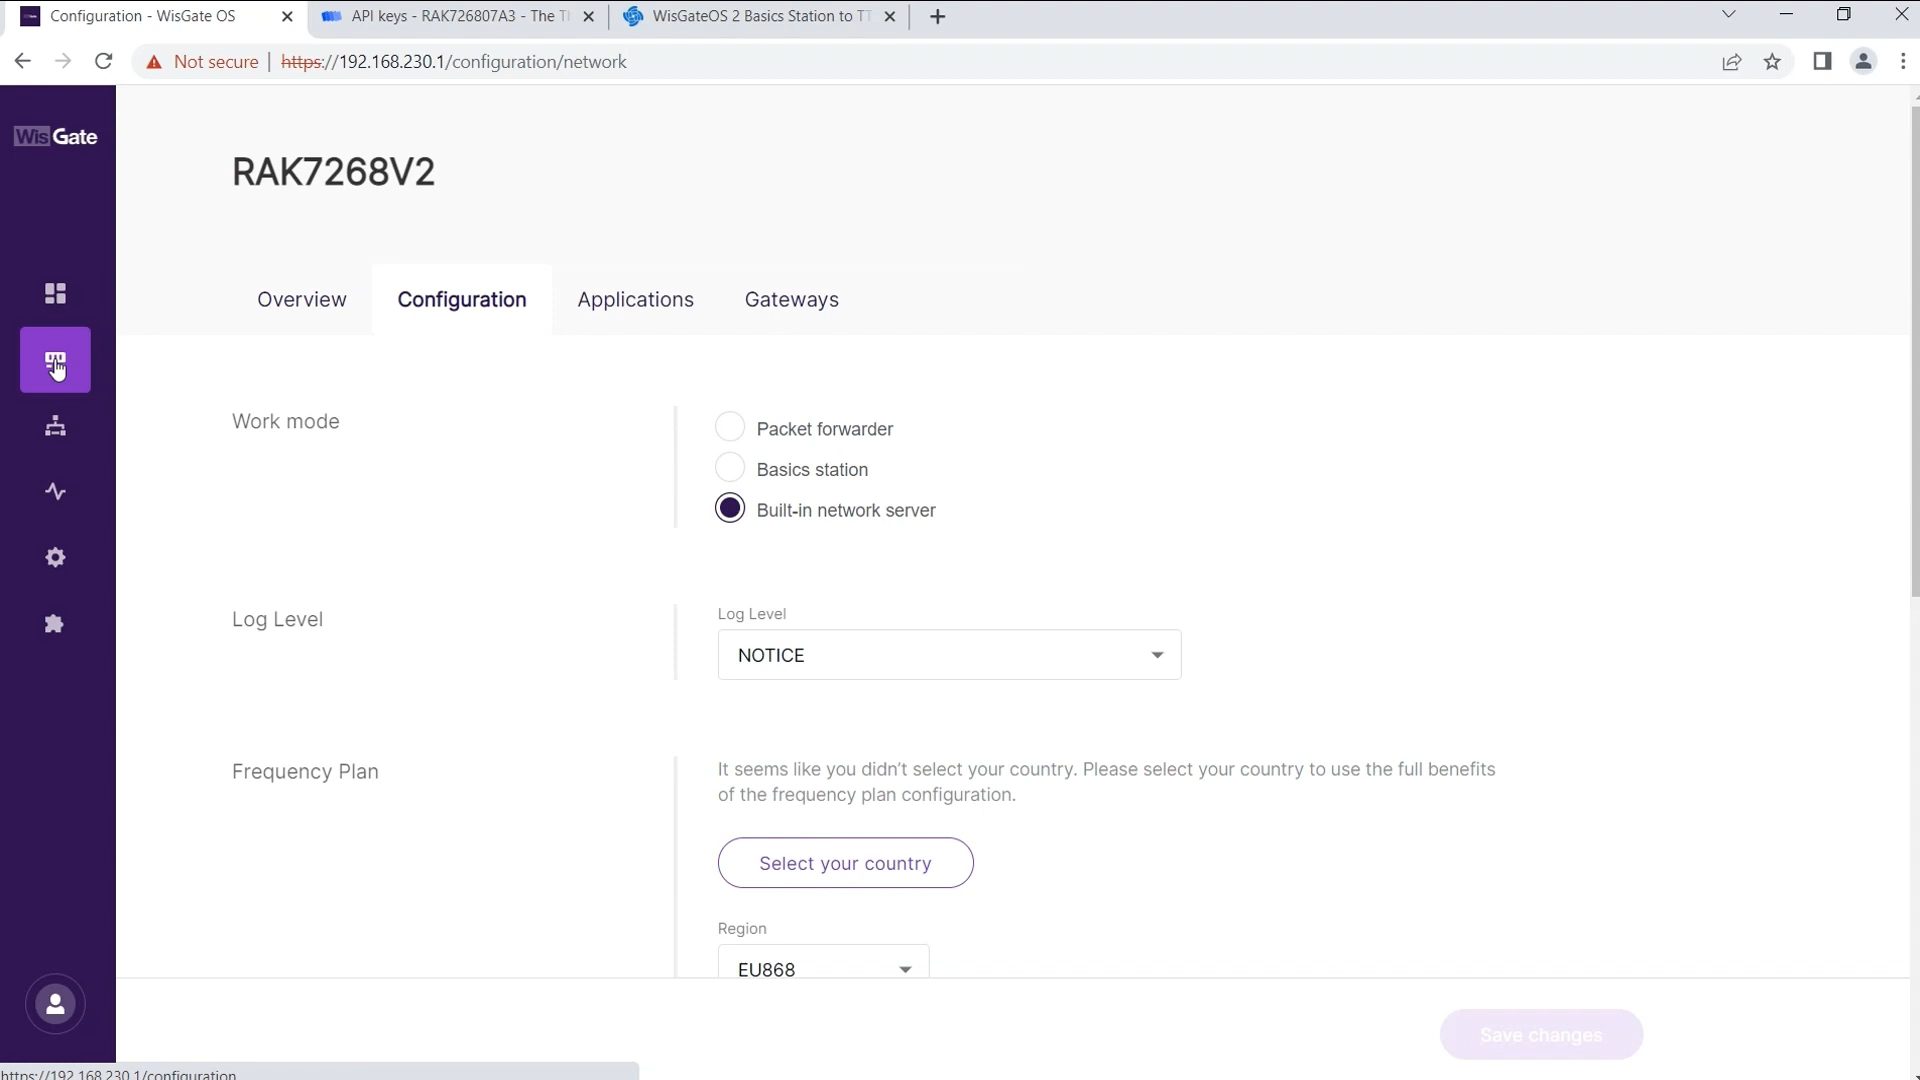 Configuration - WisGate OS
API keys - RAK726807A3 - The Th
WisGateOS 2 Basics Station to TT
Not secure
https://192.168.230.1/configuration/network
WisGate
RAK7268V2
Overview
Configuration
Applications
Gateways
Work mode
Packet forwarder
Basics station
Built-in network server
Log Level
Log Level
NOTICE
Frequency Plan
It seems like you didn’t select your country. Please select your country to use the full benefits
of the frequency plan configuration.
Select your country
Region
EU868
Save changes
https://192.168.230.1/configuration